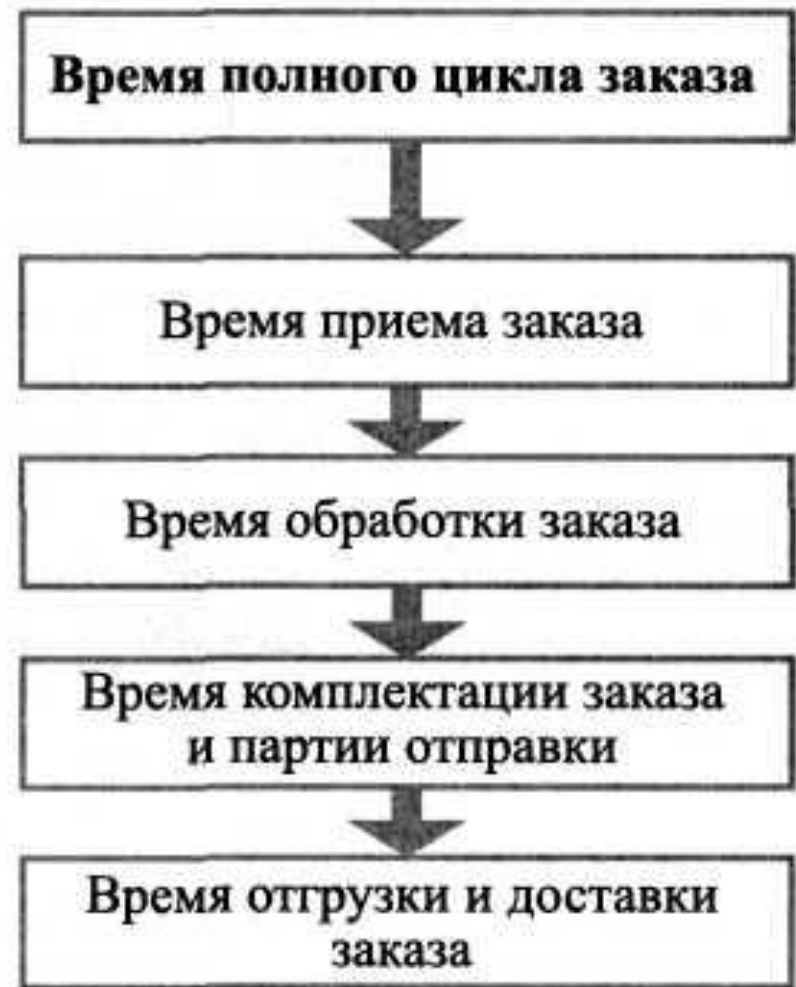 Время полного цикла заказа
Время приема заказа
Время обработки заказа
Время комплектации заказа
и партии отправки
Время отгрузки и доставки
заказа